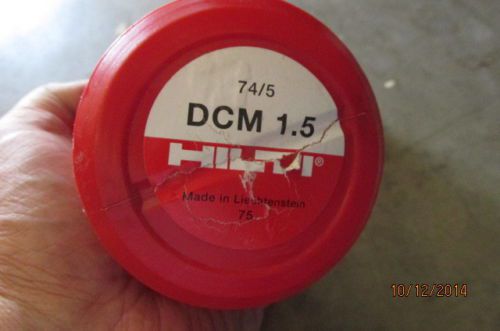 74/5
DCM 1.5
HILTI®
Made in Liechtenstein
75
10/12/2014